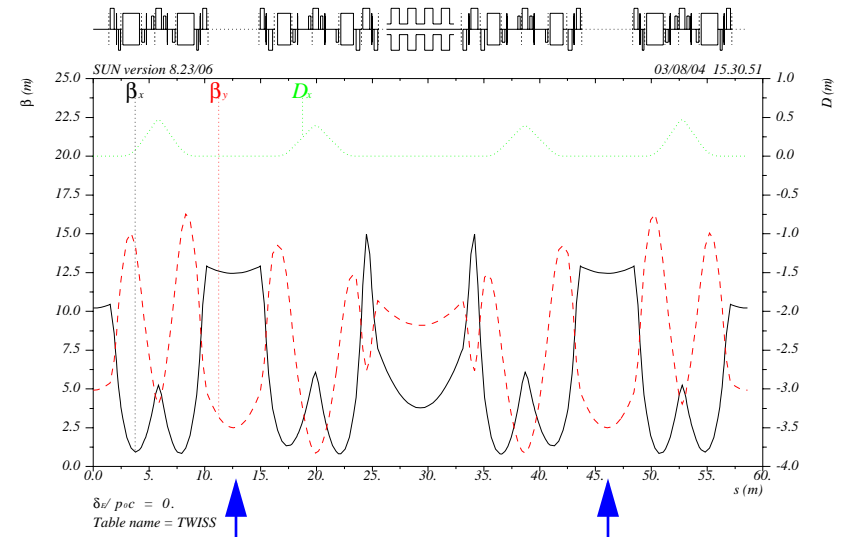 SUN version 8.23/06 03/08/04 15.30.51
β (m) D (m)
βx βy Dx
25.0 1.0
22.5 0.5
20.0 0.0
17.5 -0.5
15.0 -1.0
12.5 -1.5
10.0 -2.0
7.5 -2.5
5.0 -3.0
2.5 -3.5
0.0 -4.0
0.0 5. 10. 15. 20. 25. 30. 35. 40. 45. 50. 55. 60.
s (m)
δE/ p0c = 0.
Table name = TWISS